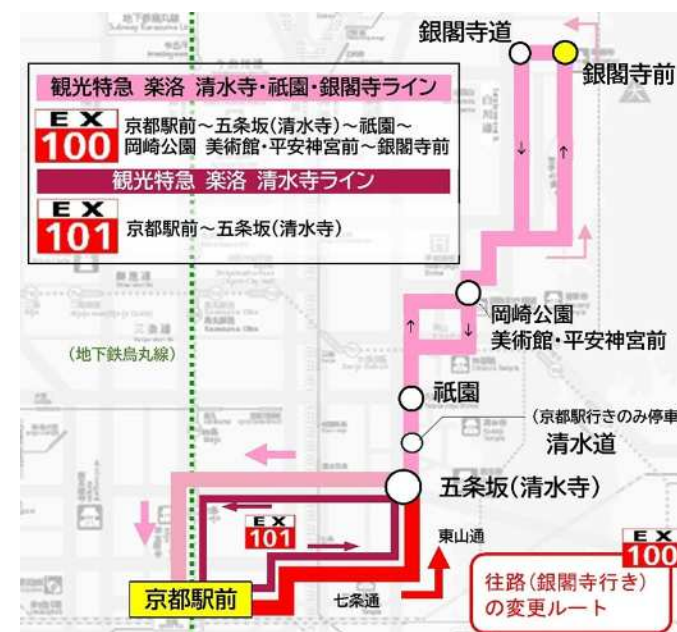 銀閣寺道
銀閣寺前
観光特急 楽洛 清水寺・祇園・銀閣寺ライン
EX
100
京都駅前~五条坂(清水寺)~祇園~
岡崎公園 美術館・平安神宮前~銀閣寺前
観光特急 楽洛 清水寺ライン
EX
101
京都駅前~五条坂(清水寺)
岡崎公園
美術館・平安神宮前
(地下鉄烏丸線)
祇園
(京都駅行きのみ停車
清水道
五条坂(清水寺)
EX
101
東山通
EX
100
往路(銀閣寺行き)
の変更ルート
京都駅前
七条通